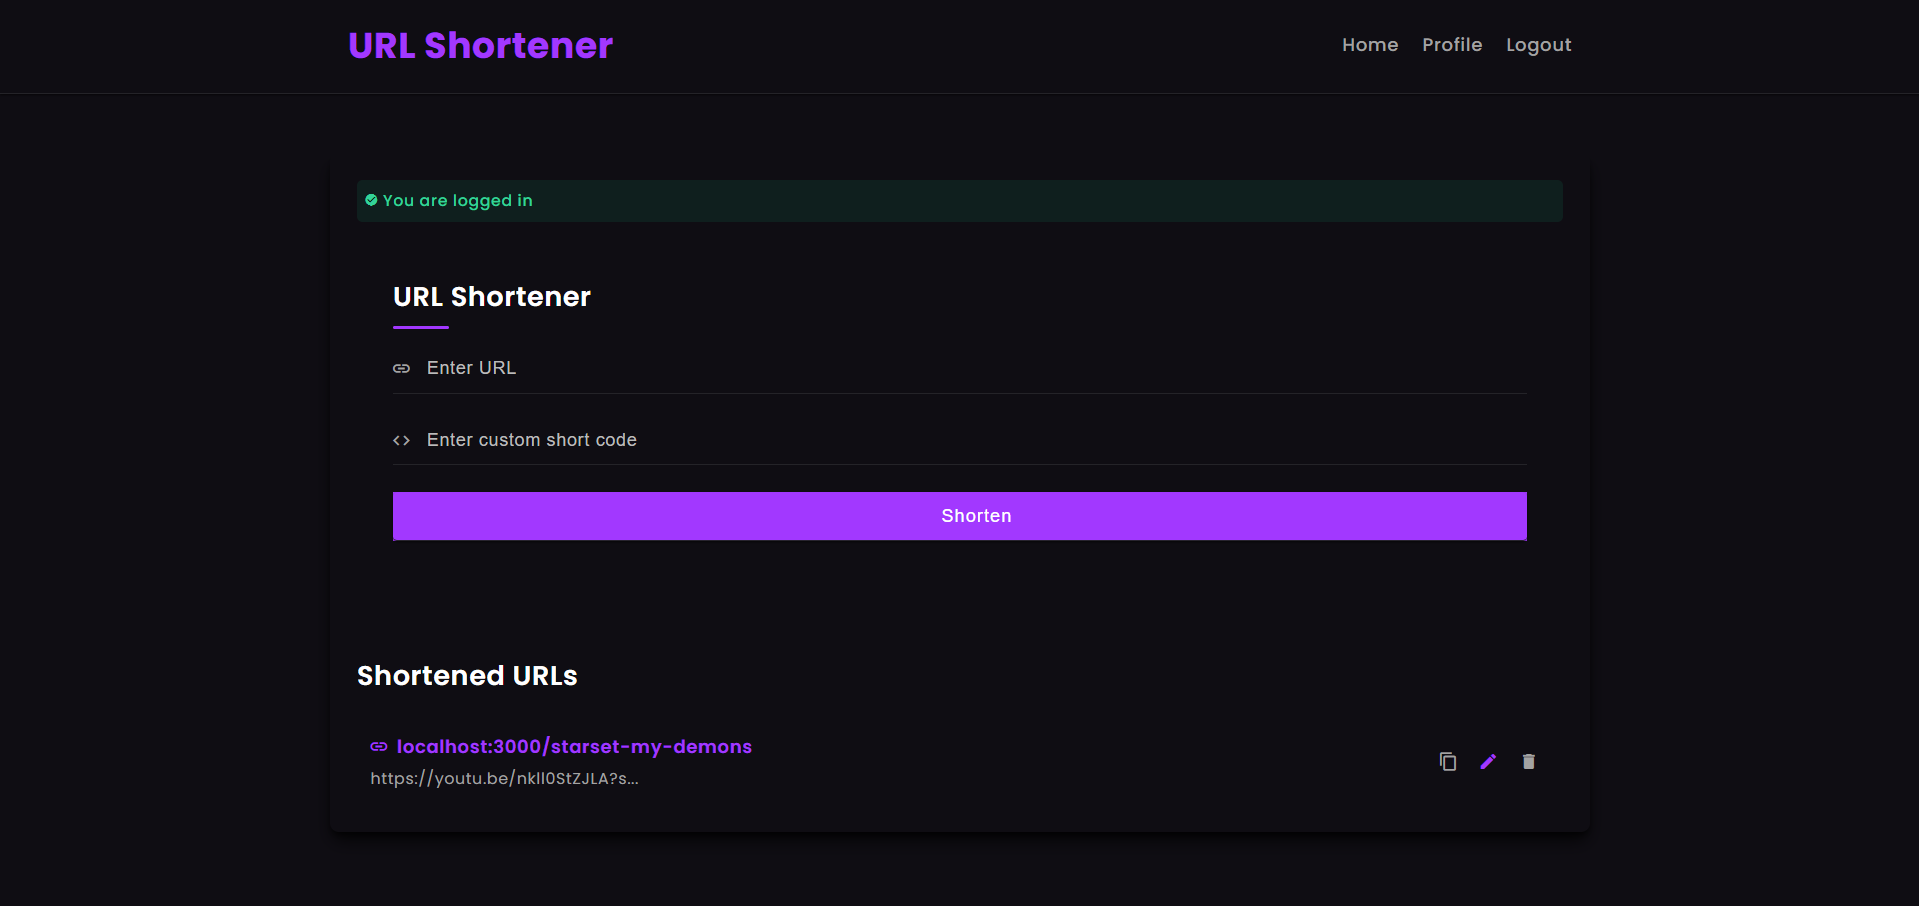 URL Shortener
Home Profile Logout
You are logged in
URL Shortener
Enter URL
Enter custom short code
Shorten
Shortened URLs
localhost:3000/starset-my-demons
https://youtu.be/nkll0StZJLA?s...